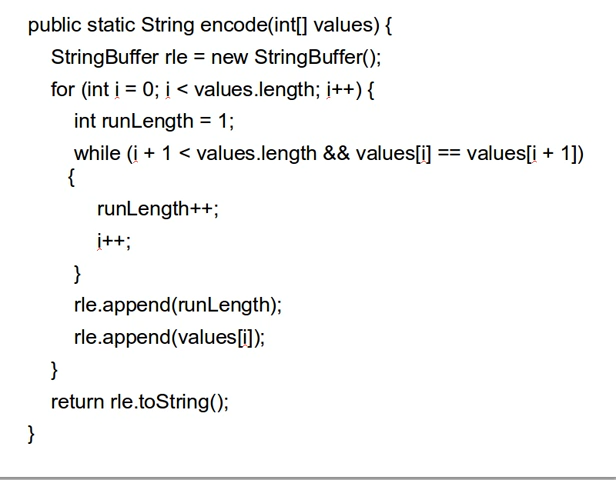 public static String encode(int[] values) {
StringBuffer rle = new StringBuffer();
for (int i = 0; i < values.length; i++) {
int runLength = 1;
while (i + 1 < values.length && values[i] == values[i + 1])
{
runLength++;
i++;
}
rle.append(runLength);
rle.append(values[i]);
}
return rle.toString();
}